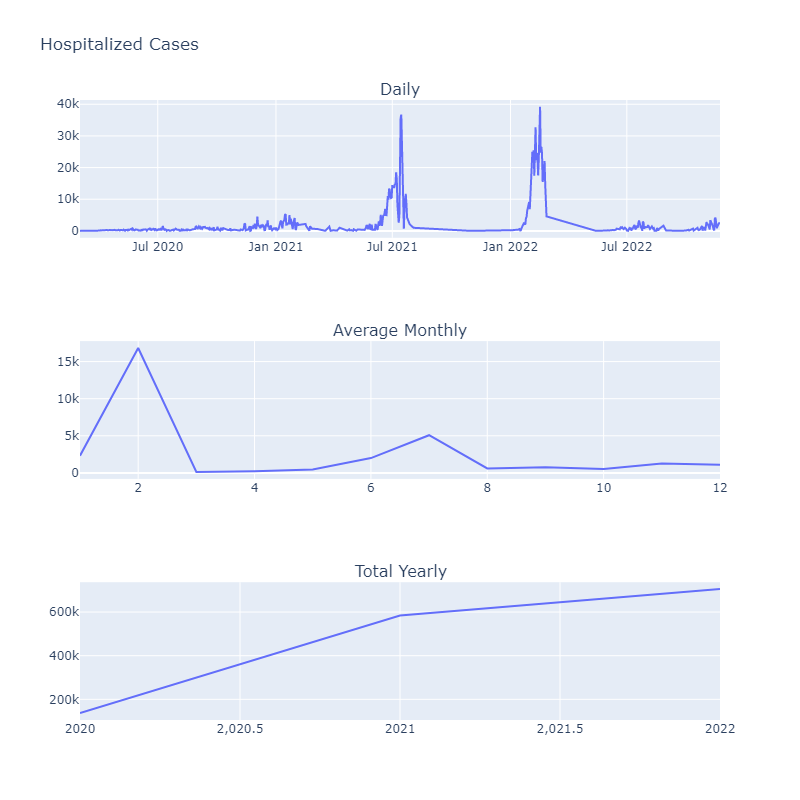 Hospitalized Cases
Daily
40k
30k
20k
10k
0
Jul 2020 Jan 2021 Jul 2021 Jan 2022 Jul 2022
Average Monthly
15k
10k
5k
0
2 4 6 8 10 12
Total Yearly
600k
400k
200k
2020 2,020.5 2021 2,021.5 2022